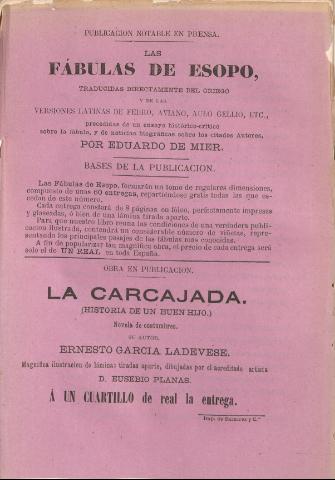 PUBLICACION NOTABLE EN PRENSA.
LAS
FÁBULAS DE ESOPO,
TRADUCIDAS DIRECTAMENTE DEL GRIEGO
Y DE LAS
VERSIONES LATINAS DE FEDRO, AVIANO, AULO GELLIO, ETC.,
precedidas de un ensayo histórico-crítico
sobre la fábula, y de noticias biográficas sobre los citados Autores,
POR EDUARDO DE MIER.
BASES DE LA PUBLICACION.
Las Fábulas de Esopo, formarán un tomo de regulares dimensiones,
compuesto de unas 60 entregas, repartiéndose gratis todas las que es-
cedan de este número.
Cada entrega constará de 8 páginas en fólio, perfectamente impresas
y glaseadas, ó bien de una lámina tirada aparte.
Para que nuestro libro reuna las condiciones de una verdadera publi-
cacion ilustrada, contendrá un considerable número de viñetas, repre-
sentando los principales pasajes de las fábulas mas conocidas.
A fin de popularizar tan magnífica obra, el precio de cada entrega será
solo el de UN REAL en toda España.
OBRA EN PUBLICACION.
LA CARCAJADA.
(HISTORIA DE UN BUEN HIJO.)
Novela de costumbres.
SU AUTOR,
ERNESTO GARCIA LADEVESE.
Magnífica ilustracion de láminas tiradas aparte, dibujadas por el acreditado artista
D. EUSEBIO PLANAS.
Á UN CUARTILLO de real la entrega.
Imp. de y C.ª